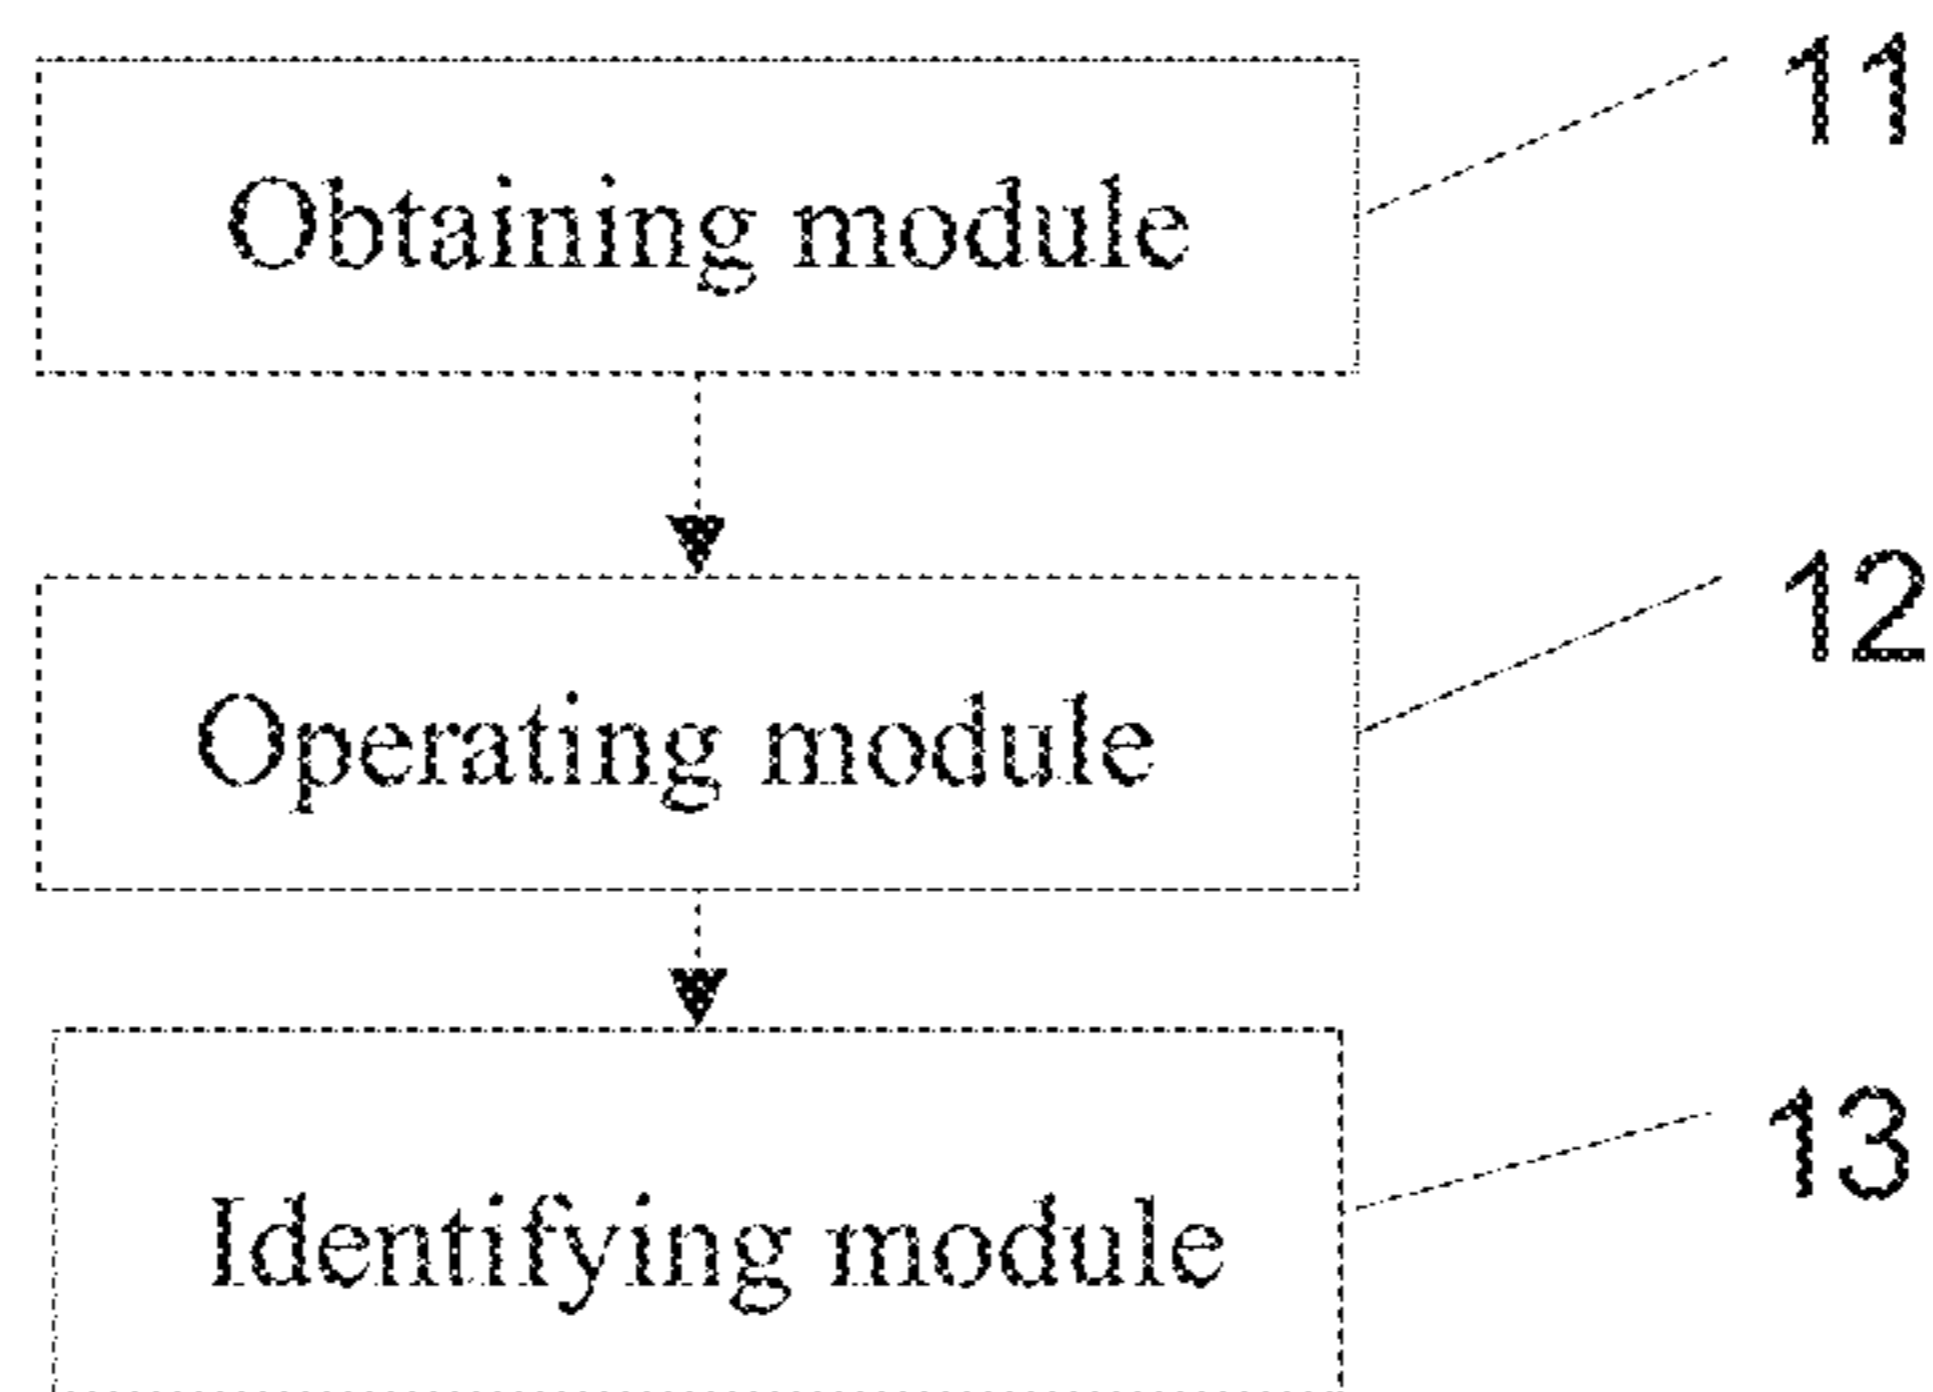 Obtaining module
11
Operating module
12
Identifying module
13